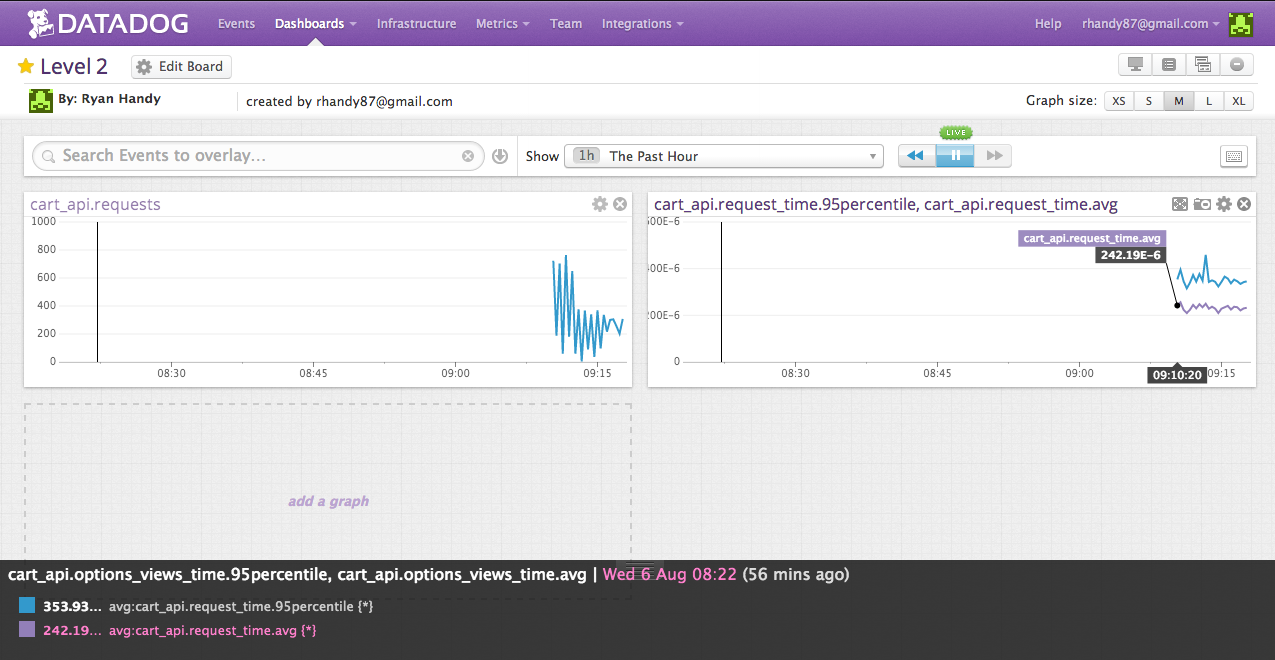 DATADOG Events Dashboards Infrastructure Metrics Team Integrations Help rhandy87@gmail.com
Level 2 Edit Board
By: Ryan Handy created by rhandy87@gmail.com Graph size: XS S M L XL
LIVE
Search Events to overlay... Show 1h The Past Hour
cart_api.requests
1000
800
600
400
200
0
08:30 08:45 09:00 09:15
cart_api.request_time.95percentile, cart_api.request_time.avg
600E-6
cart_api.request_time.avg
242.19E-6
400E-6
200E-6
0
08:30 08:45 09:00 09:10:20 09:15
add a graph
cart_api.options_views_time.95percentile, cart_api.options_views_time.avg | Wed 6 Aug 08:22 (56 mins ago)
353.93... avg:cart_api.request_time.95percentile {*}
242.19... avg:cart_api.request_time.avg {*}